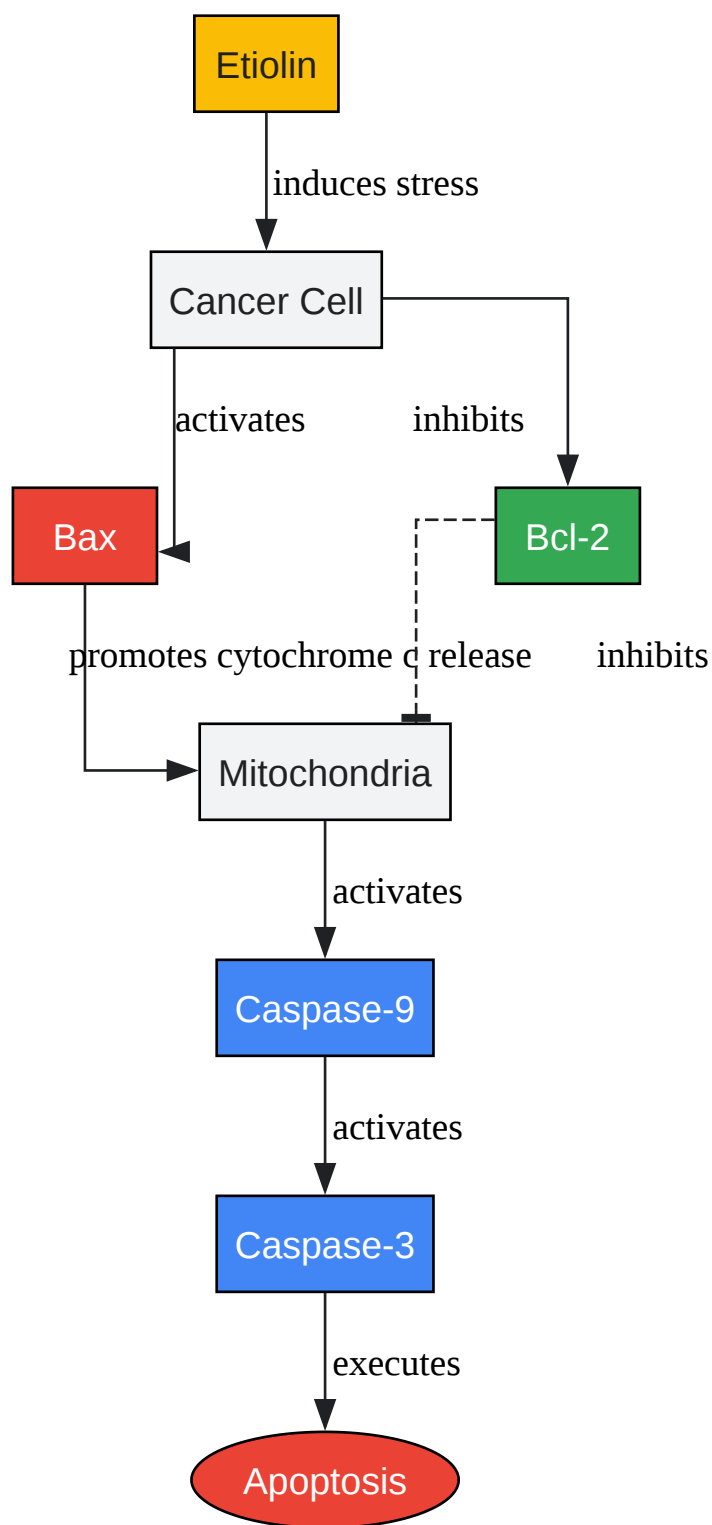 Etiolin
induces stress
Cancer Cell
activates
inhibits
Bax
Bcl-2
promotes cytochrome c release
inhibits
Mitochondria
activates
Caspase-9
activates
Caspase-3
executes
Apoptosis